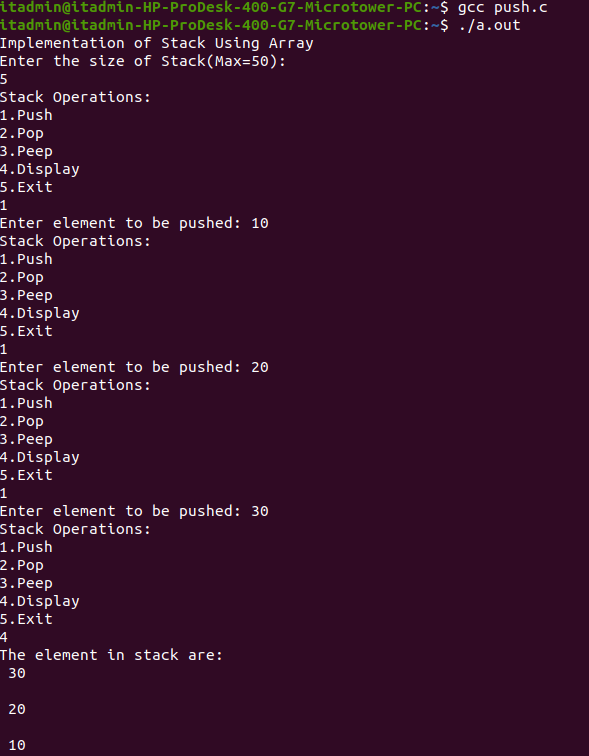 itadmin@itadmin-HP-ProDesk-400-G7-Microtower-PC:~$ gcc push.c
itadmin@itadmin-HP-ProDesk-400-G7-Microtower-PC:~$ ./a.out
Implementation of Stack Using Array
Enter the size of Stack(Max=50):
5
Stack Operations:
1.Push
2.Pop
3.Peep
4.Display
5.Exit
1
Enter element to be pushed: 10
Stack Operations:
1.Push
2.Pop
3.Peep
4.Display
5.Exit
1
Enter element to be pushed: 20
Stack Operations:
1.Push
2.Pop
3.Peep
4.Display
5.Exit
1
Enter element to be pushed: 30
Stack Operations:
1.Push
2.Pop
3.Peep
4.Display
5.Exit
4
The element in stack are:
30
20
10